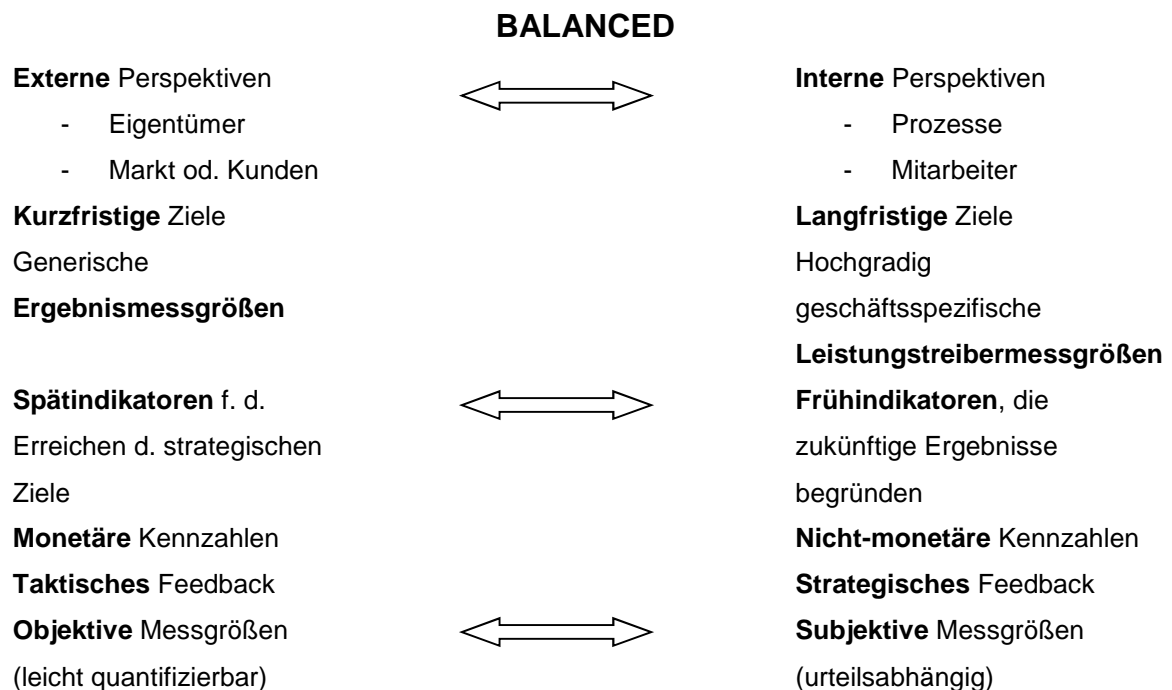 BALANCED
Externe Perspektiven
Interne Perspektiven
- Eigentümer
- Prozesse
- Markt od. Kunden
- Mitarbeiter
Kurzfristige Ziele
Langfristige Ziele
Generische
Hochgradig
Ergebnismessgrößen
geschäftsspezifische
Leistungstreibermessgrößen
Spätindikatoren f. d.
Frühindikatoren, die
Erreichen d. strategischen
zukünftige Ergebnisse
Ziele
begründen
Monetäre Kennzahlen
Nicht-monetäre Kennzahlen
Taktisches Feedback
Strategisches Feedback
Objektive Messgrößen
Subjektive Messgrößen
(leicht quantifizierbar)
(urteilsabhängig)